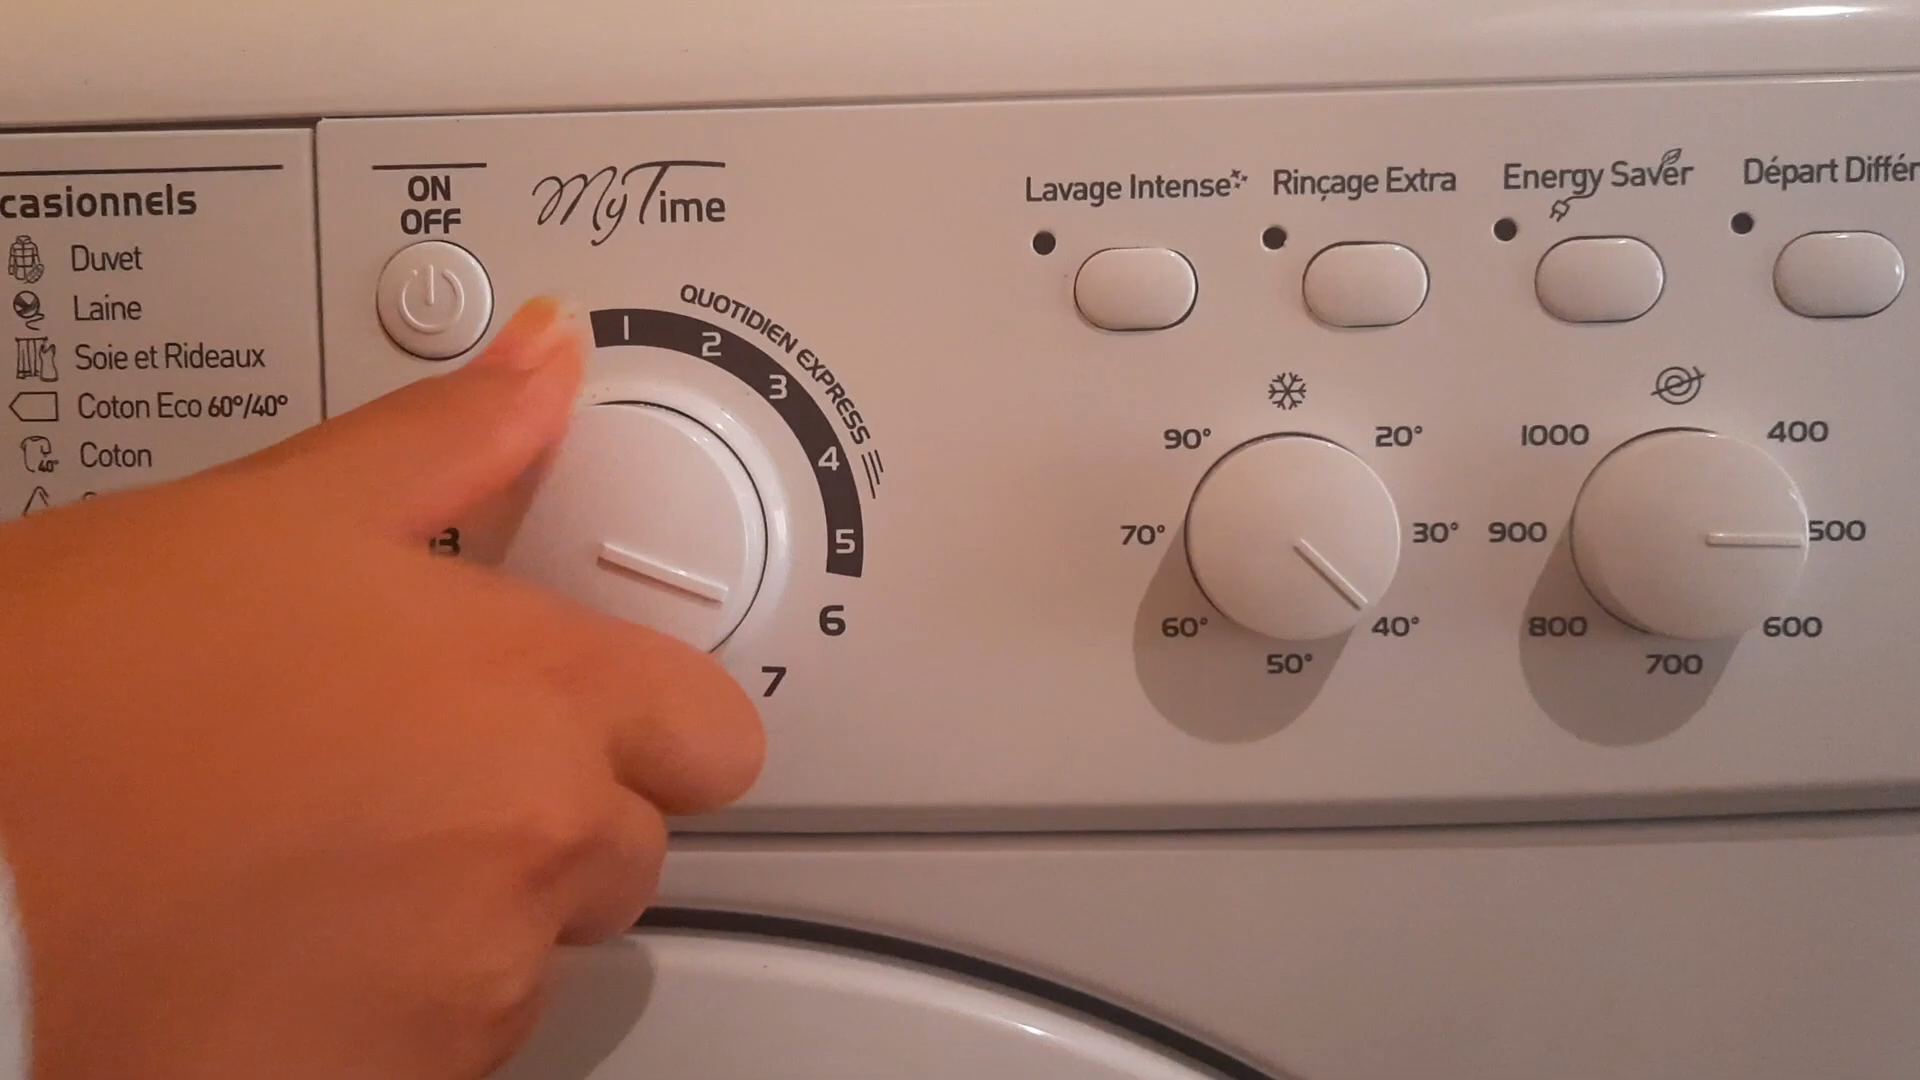 casionnels
Duvet
Laine
Soie et Rideaux
Coton Eco 60°/40°
40°
Coton
ON
OFF
MyTime
QUOTIDIEN EXPRESS
1
2
3
4
5
6
7
Lavage Intense
Rinçage Extra
Energy Saver
Départ Différ
90°
20°
70°
30°
60°
40°
50°
1000
400
900
500
800
600
700